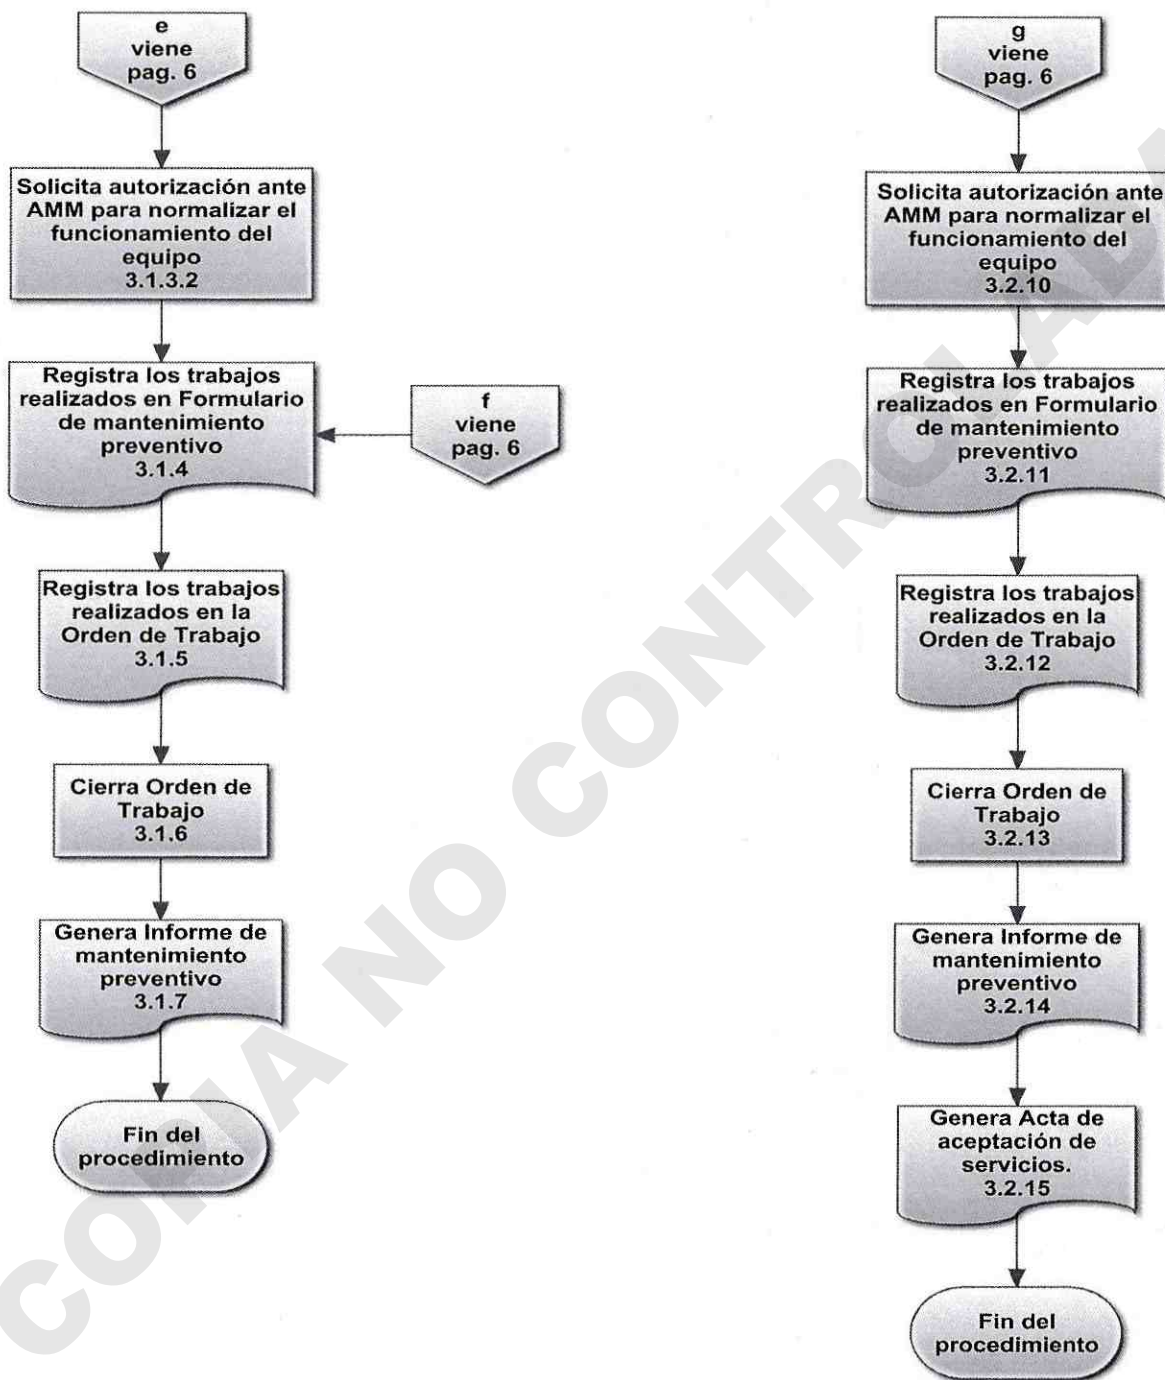 e
viene
pag. 6
Solicita autorización ante
AMM para normalizar el
funcionamiento del
equipo
3.1.3.2
Registra los trabajos
realizados en Formulario
de mantenimiento
preventivo
3.1.4
f
viene
pag. 6
Registra los trabajos
realizados en la
Orden de Trabajo
3.1.5
Cierra Orden de
Trabajo
3.1.6
Genera Informe de
mantenimiento
preventivo
3.1.7
Fin del
procedimiento
g
viene
pag. 6
Solicita autorización ante
AMM para normalizar el
funcionamiento del
equipo
3.2.10
Registra los trabajos
realizados en Formulario
de mantenimiento
preventivo
3.2.11
Registra los trabajos
realizados en la
Orden de Trabajo
3.2.12
Cierra Orden de
Trabajo
3.2.13
Genera Informe de
mantenimiento
preventivo
3.2.14
Genera Acta de
aceptación de
servicios.
3.2.15
Fin del
procedimiento
COPIA NO CONTROLADA